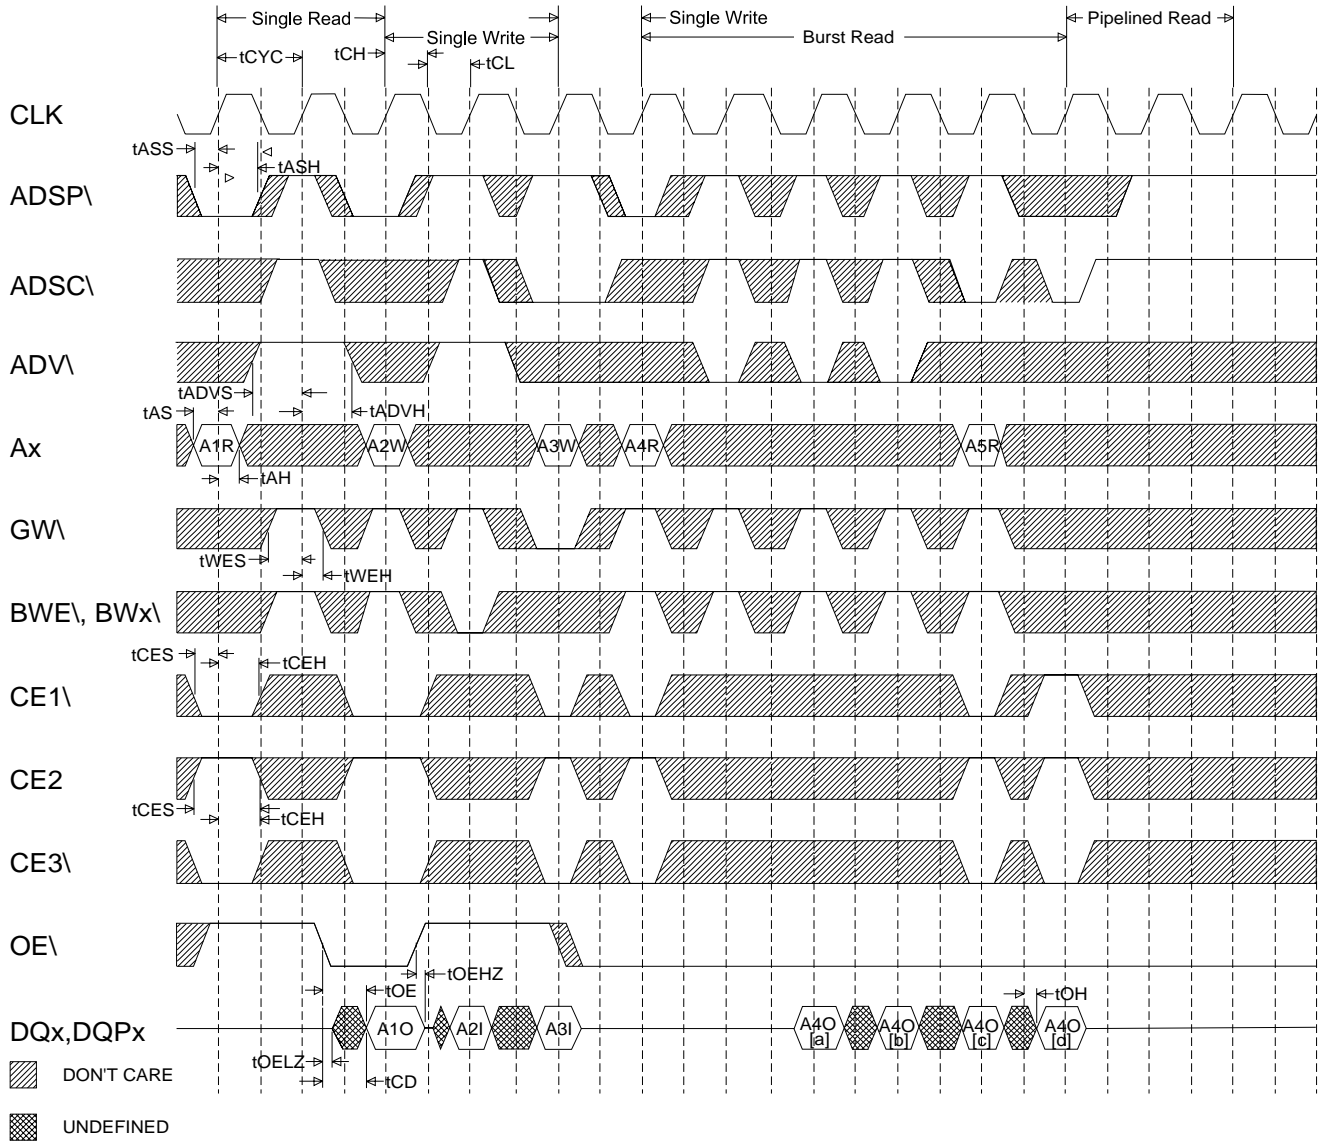 Single Read
Single Write
Pipelined Read
Single Write
Burst Read
tCYC
tCH
tCL
CLK
tASS
tASH
ADSP\
ADSC\
ADV\
tADVS
tAS
tADVH
Ax
A1R
A2W
A3W
A4R
A5R
tAH
GW\
tWES
tWEH
BWE\, BWx\
tCES
tCEH
CE1\
CE2
tCES
tCEH
CE3\
OE\
tOEHZ
tOE
tOH
DQx,DQPx
A1O
A2I
A3I
A4O
[a]
A4O
[b]
A4O
[c]
A4O
[d]
tOELZ
tCD
DON'T CARE
UNDEFINED